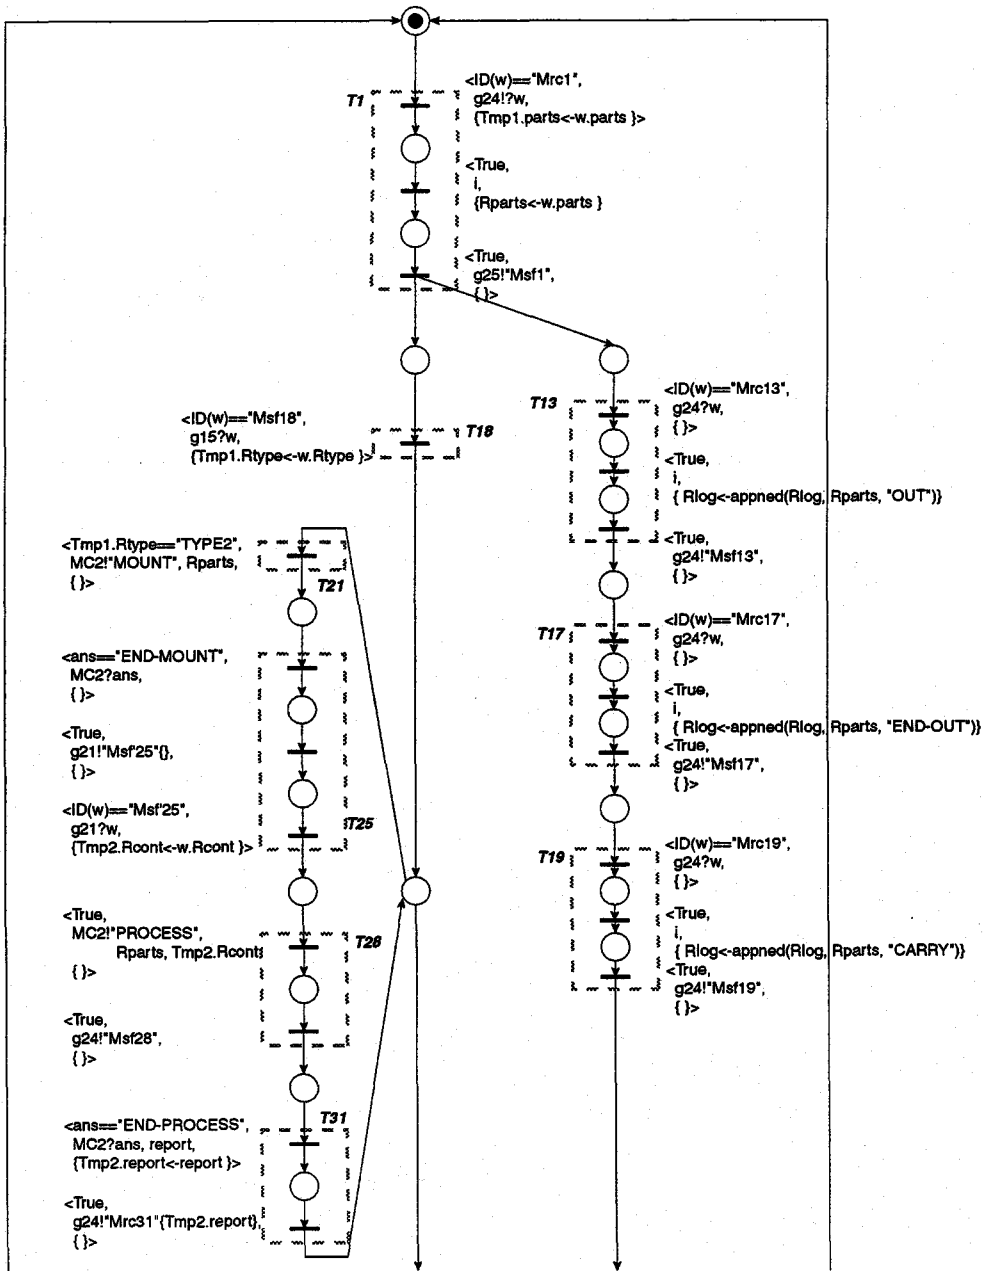 <ID(w)=="Mrc1",
T1
g24!?w,
{Tmp1.parts<-w.parts }>
<True,
i,
{Rparts<-w.parts }
<True,
g25!"Msf1",
{ }>
<ID(w)=="Mrc13",
T13
g24?w,
{ }>
<ID(w)=="Msf18",
T18
g15?w,
{Tmp1.Rtype<-w.Rtype }>
<True,
i,
{ Rlog<-appned(Rlog, Rparts, "OUT")}
<True,
g24!"Msf13",
{ }>
<Tmp1.Rtype=="TYPE2",
MC2!"MOUNT", Rparts,
{ }>
T21
<ID(w)=="Mrc17",
T17
g24?w,
{ }>
<ans=="END-MOUNT",
MC2?ans,
{ }>
<True,
i,
{ Rlog<-appned(Rlog, Rparts, "END-OUT")}
<True,
g24!"Msf17",
{ }>
<True,
g21!"Msf'25"{},
{ }>
<ID(w)=="Msf'25",
T25
g21?w,
{Tmp2.Rcont<-w.Rcont }>
<ID(w)=="Mrc19",
T19
g24?w,
{ }>
<True,
i,
{ Rlog<-appned(Rlog, Rparts, "CARRY")}
<True,
g24!"Msf19",
{ }>
<True,
MC2!"PROCESS",
Rparts, Tmp2.Rcont
{ }>
T28
<True,
g24!"Msf28",
{ }>
T31
<ans=="END-PROCESS",
MC2?ans, report,
{Tmp2.report<-report }>
<True,
g24!"Mrc31"{Tmp2.report},
{ }>